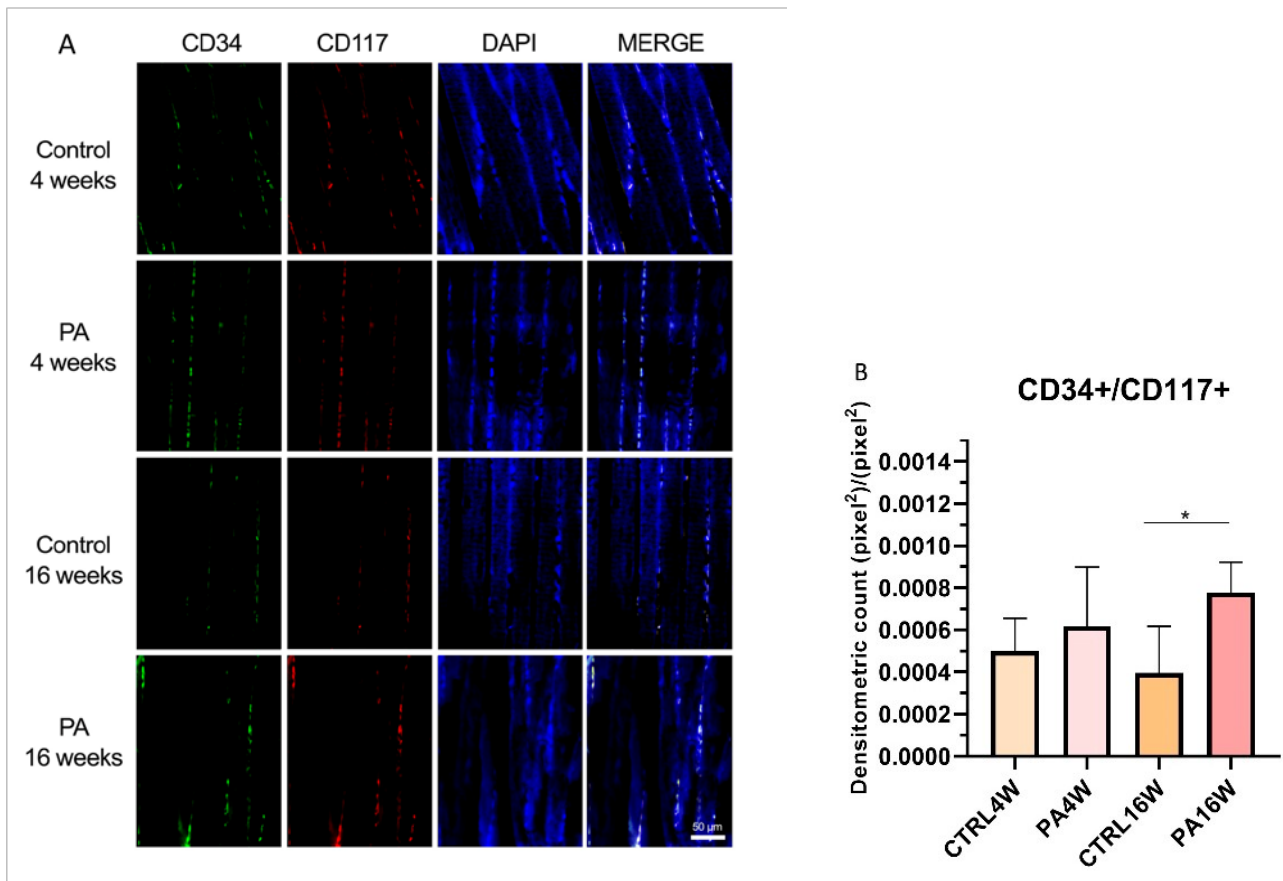 A
CD34 CD117 DAPI MERGE
Control
4 weeks
PA
4 weeks
Control
16 weeks
PA
16 weeks
50 µm
B
CD34+/CD117+
Densitometric count (pixel²)/(pixel²)
0.0014
0.0012
0.0010
0.0008
0.0006
0.0004
0.0002
0.0000
*
CTRL4W
PA4W
CTRL16W
PA16W